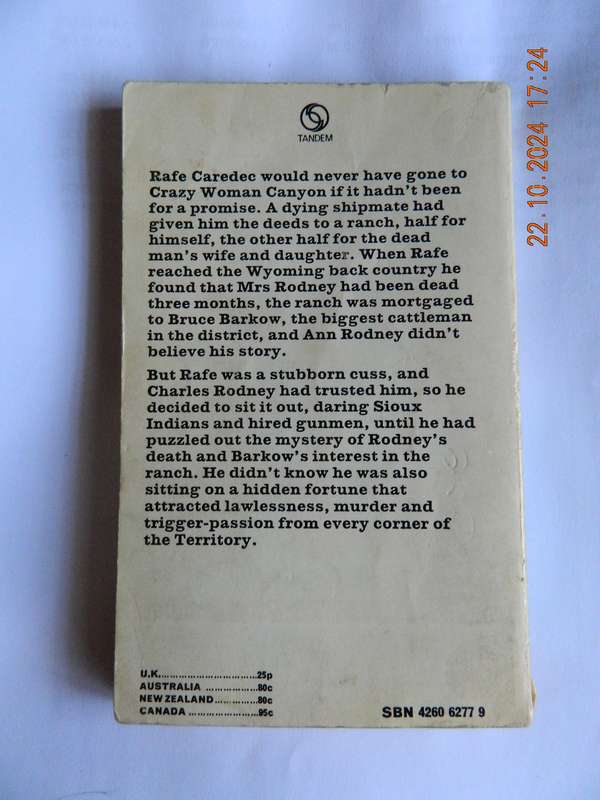 TANDEM
Rafe Caredec would never have gone to
Crazy Woman Canyon if it hadn't been
for a promise. A dying shipmate had
given him the deeds to a ranch, half for
himself, the other half for the dead
man's wife and daughter. When Rafe
reached the Wyoming back country he
found that Mrs Rodney had been dead
three months, the ranch was mortgaged
to Bruce Barkow, the biggest cattleman
in the district, and Ann Rodney didn't
believe his story.
But Rafe was a stubborn cuss, and
Charles Rodney had trusted him, so he
decided to sit it out, daring Sioux
Indians and hired gunmen, until he had
puzzled out the mystery of Rodney's
death and Barkow's interest in the
ranch. He didn't know he was also
sitting on a hidden fortune that
attracted lawlessness, murder and
trigger-passion from every corner of
the Territory.
U.K..............................25p
AUSTRALIA ................80c
NEW ZEALAND.............80c
CANADA .....................95c
SBN 4260 6277 9
22.10.2024 17:24